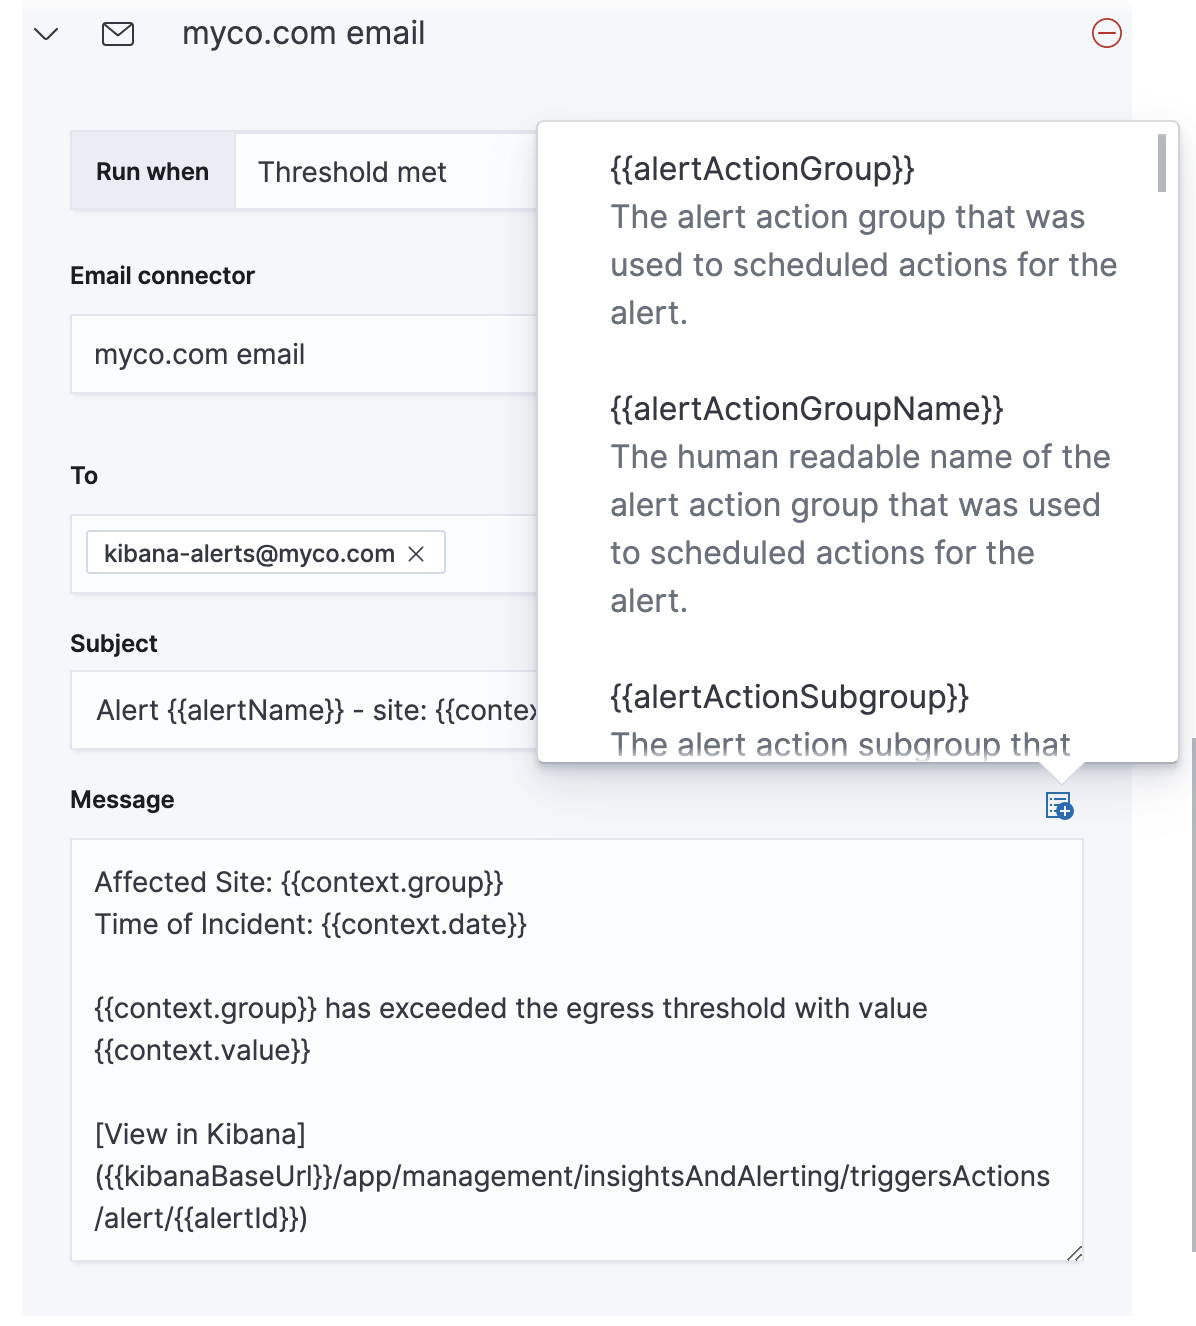 myco.com email
Run when
Threshold met
Email connector
myco.com email
To
kibana-alerts@myco.com
Subject
Alert {{alertName}} - site: {{conte
{{alertActionGroup}}
The alert action group that was
used to scheduled actions for the
alert.
{{alertActionGroupName}}
The human readable name of the
alert action group that was used
to scheduled actions for the
alert.
{{alertActionSubgroup}}
The alert action subgroup that
Message
Affected Site: {{context.group}}
Time of Incident: {{context.date}}
{{context.group}} has exceeded the egress threshold with value
{{context.value}}
[View in Kibana]
({{kibanaBaseUrl}}/app/management/insightsAndAlerting/triggersActions
/alert/{{alertId}})